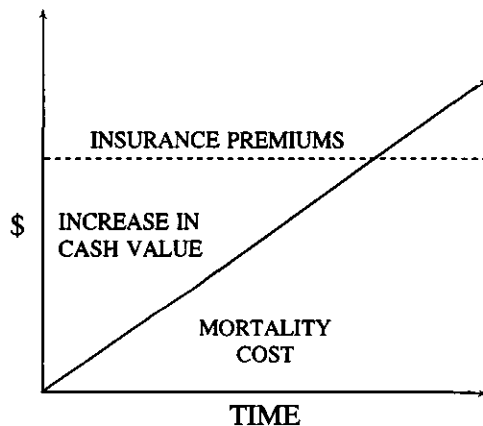 INSURANCE PREMIUMS
$
INCREASE IN
CASH VALUE
MORTALITY
COST
TIME